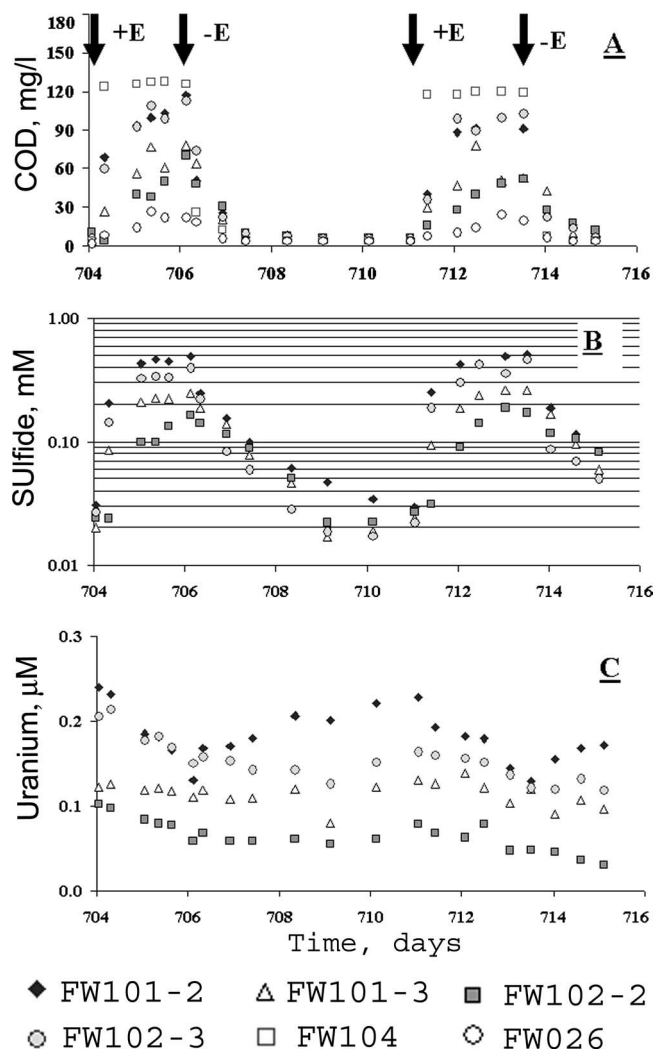 180
150
120
90
60
30
0
COD, mg/l
+E
-E
+E
-E
A
704 706 708 710 712 714 716
1.00
0.10
0.01
SUlfide, mM
B
704 706 708 710 712 714 716
0.3
0.2
0.1
0.0
Uranium, µM
C
704 706 708 710 712 714 716
Time, days
FW101-2 FW101-3 FW102-2
FW102-3 FW104 FW026